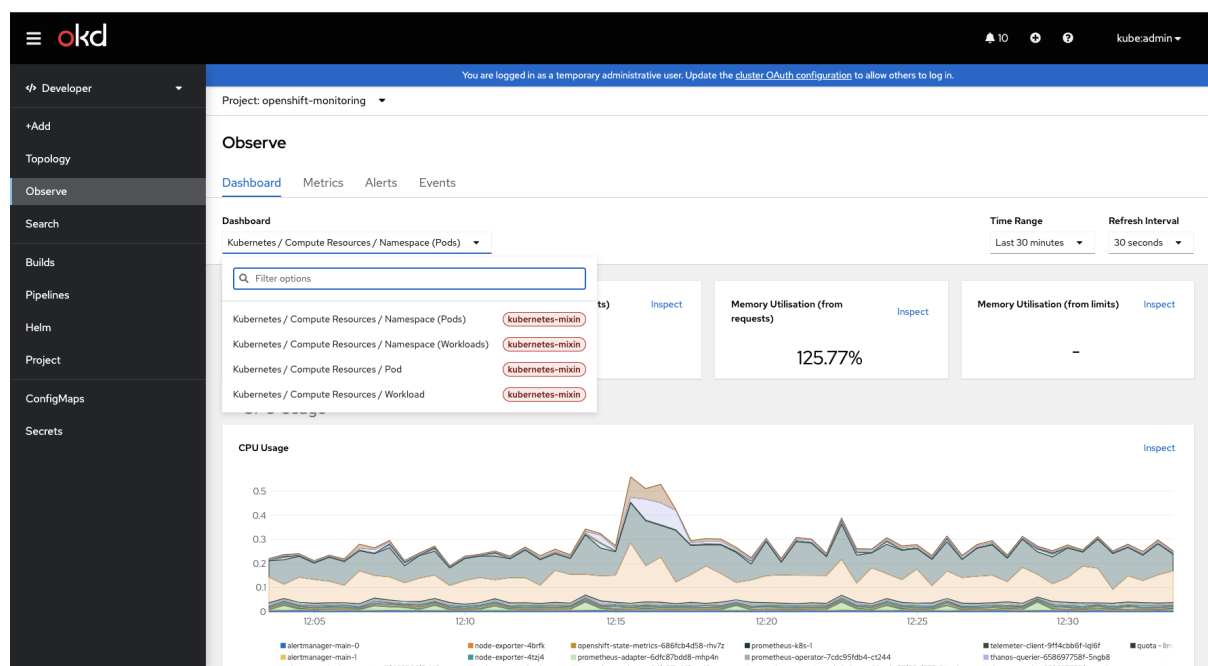 okd
10
kube:admin
You are logged in as a temporary administrative user. Update the cluster OAuth configuration to allow others to log in.
Developer
Project: openshift-monitoring
+Add
Topology
Observe
Search
Builds
Pipelines
Helm
Project
ConfigMaps
Secrets
Observe
Dashboard Metrics Alerts Events
Dashboard
Kubernetes / Compute Resources / Namespace (Pods)
Time Range
Last 30 minutes
Refresh Interval
30 seconds
Filter options
Kubernetes / Compute Resources / Namespace (Pods) kubernetes-mixin
Kubernetes / Compute Resources / Namespace (Workloads) kubernetes-mixin
Kubernetes / Compute Resources / Pod kubernetes-mixin
Kubernetes / Compute Resources / Workload kubernetes-mixin
ts) Inspect
Memory Utilisation (from requests) Inspect
125.77%
Memory Utilisation (from limits) Inspect
-
CPU Usage
CPU Usage Inspect
0.5
0.4
0.3
0.2
0.1
0
12:05 12:10 12:15 12:20 12:25 12:30
alertmanager-main-0 node-exporter-4brfk openshift-state-metrics-686fcb4d58-rhv7z prometheus-k8s-1 telemeter-client-9ff4cbb6f-lql6f quota - lim
alertmanager-main-1 node-exporter-4tzj4 prometheus-adapter-6dfc87bdd8-mhp4n prometheus-operator-7cdc95fdb4-ct244 thanos-querier-658697758f-5nqb8